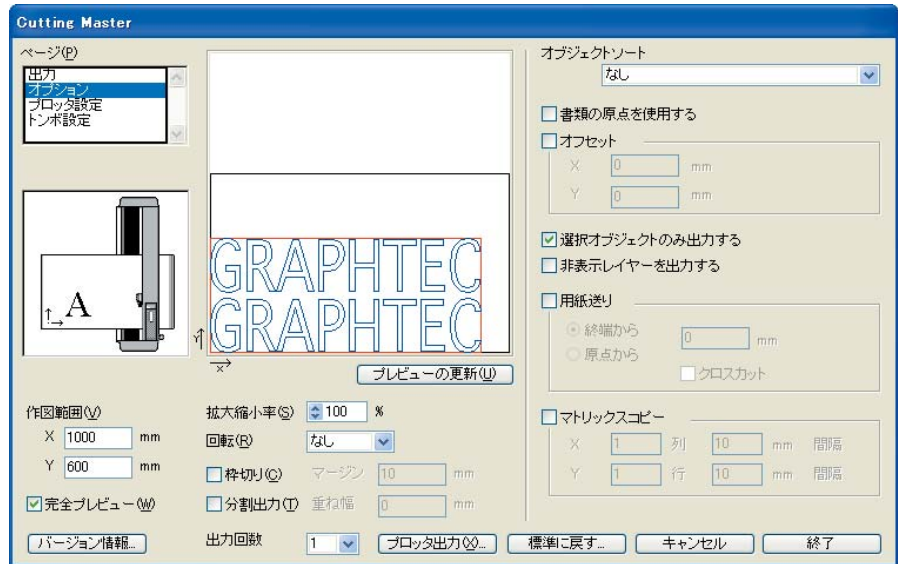 Cutting Master
ページ(P)
出力
オプション
プロッタ設定
トンボ設定
A
GRAPHTEC
GRAPHTEC
Y
X
プレビューの更新(U)
作図範囲(V)
X 1000 mm
Y 600 mm
完全プレビュー(W)
バージョン情報...
拡大縮小率(S) 100 %
回転(R) なし
枠切り(C) マージン 10 mm
分割出力(T) 重ね幅 0 mm
出力回数 1
プロッタ出力(X)...
標準に戻す...
キャンセル
終了
オブジェクトソート
なし
書類の原点を使用する
オフセット
X 0 mm
Y 0 mm
選択オブジェクトのみ出力する
非表示レイヤーを出力する
用紙送り
終端から
原点から
0 mm
クロスカット
マトリックスコピー
X 1 列 10 mm 間隔
Y 1 行 10 mm 間隔